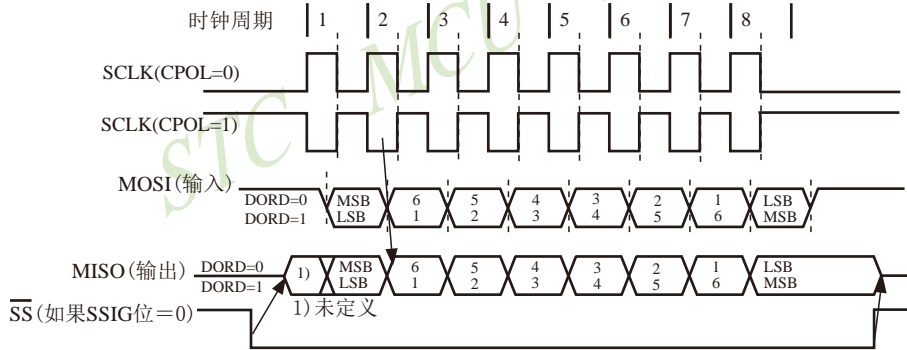 时钟周期 1 2 3 4 5 6 7 8
SCLK(CPOL=0)
SCLK(CPOL=1)
STC MCU
MOSI(输入)
DORD=0 MSB 6 5 4 3 2 1 LSB
DORD=1 LSB 1 2 3 4 5 6 MSB
MISO(输出)
DORD=0 1) MSB 6 5 4 3 2 1 LSB
DORD=1 LSB 1 2 3 4 5 6 MSB
1)未定义
SS(如果SSIG位=0)